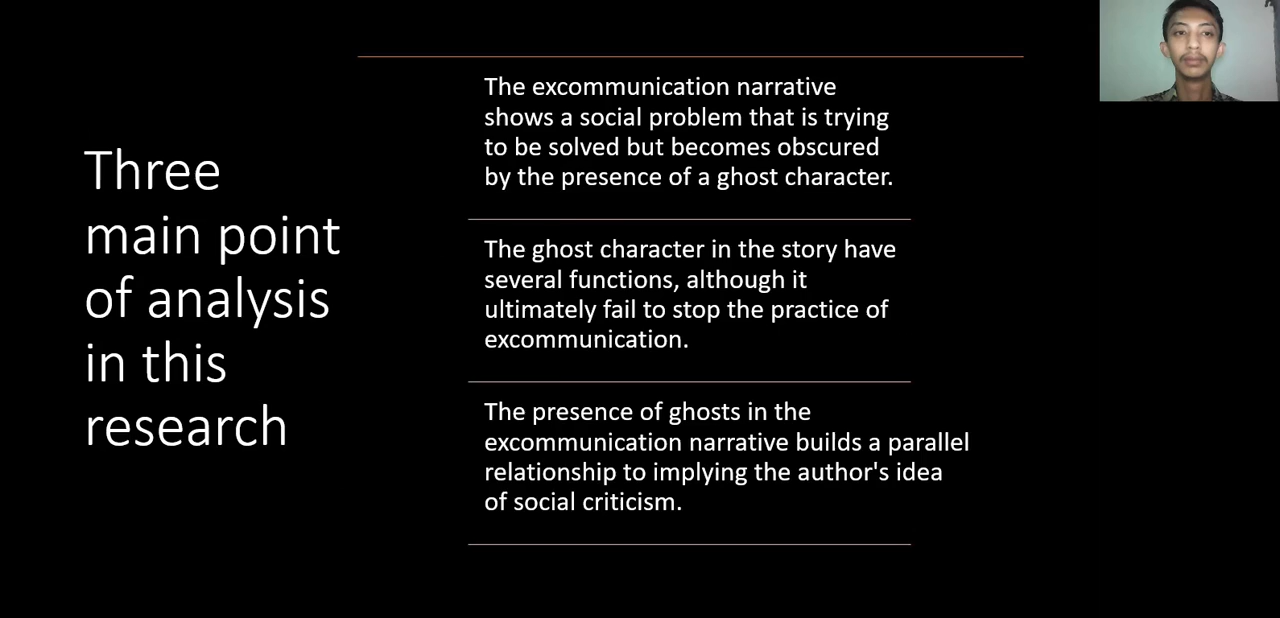 Three
main point
of analysis
in this
research
The excommunication narrative
shows a social problem that is trying
to be solved but becomes obscured
by the presence of a ghost character.
The ghost character in the story have
several functions, although it
ultimately fail to stop the practice of
excommunication.
The presence of ghosts in the
excommunication narrative builds a parallel
relationship to implying the author's idea
of social criticism.